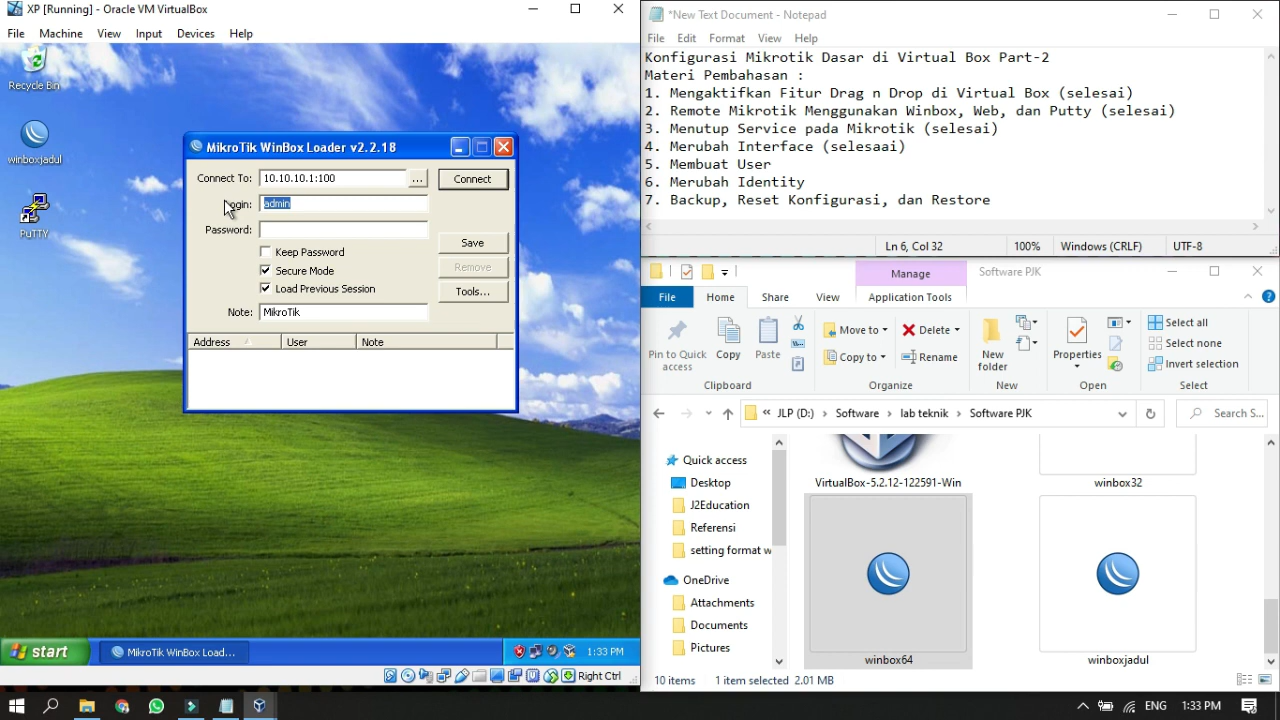 XP [Running] - Oracle VM VirtualBox
File Machine View Input Devices Help
Recycle Bin
winboxjadul
PuTTY
MikroTik WinBox Loader v2.2.18
Connect To: 10.10.10.1:100 ... Connect
Login: admin
Password:
Keep Password
Save
Secure Mode
Remove
Load Previous Session
Tools...
Note: MikroTik
Address User Note
start
MikroTik WinBox Load...
1:33 PM
Right Ctrl
*New Text Document - Notepad
File Edit Format View Help
Konfigurasi Mikrotik Dasar di Virtual Box Part-2
Materi Pembahasan :
1. Mengaktifkan Fitur Drag n Drop di Virtual Box (selesai)
2. Remote Mikrotik Menggunakan Winbox, Web, dan Putty (selesai)
3. Menutup Service pada Mikrotik (selesai)
4. Merubah Interface (selesaai)
5. Membuat User
6. Merubah Identity
7. Backup, Reset Konfigurasi, dan Restore
Ln 6, Col 32 100% Windows (CRLF) UTF-8
Manage Software PJK
File Home Share View Application Tools
Pin to Quick access
Copy
Paste
Move to
Copy to
Delete
Rename
New folder
Properties
Select all
Select none
Invert selection
Clipboard Organize New Open Select
« JLP (D:) > Software > lab teknik > Software PJK
Search S...
Quick access
Desktop
J2Education
Referensi
setting format w
OneDrive
Attachments
Documents
Pictures
VirtualBox-5.2.12-122591-Win
winbox32
winbox64
winboxjadul
10 items 1 item selected 2.01 MB
ENG 1:33 PM